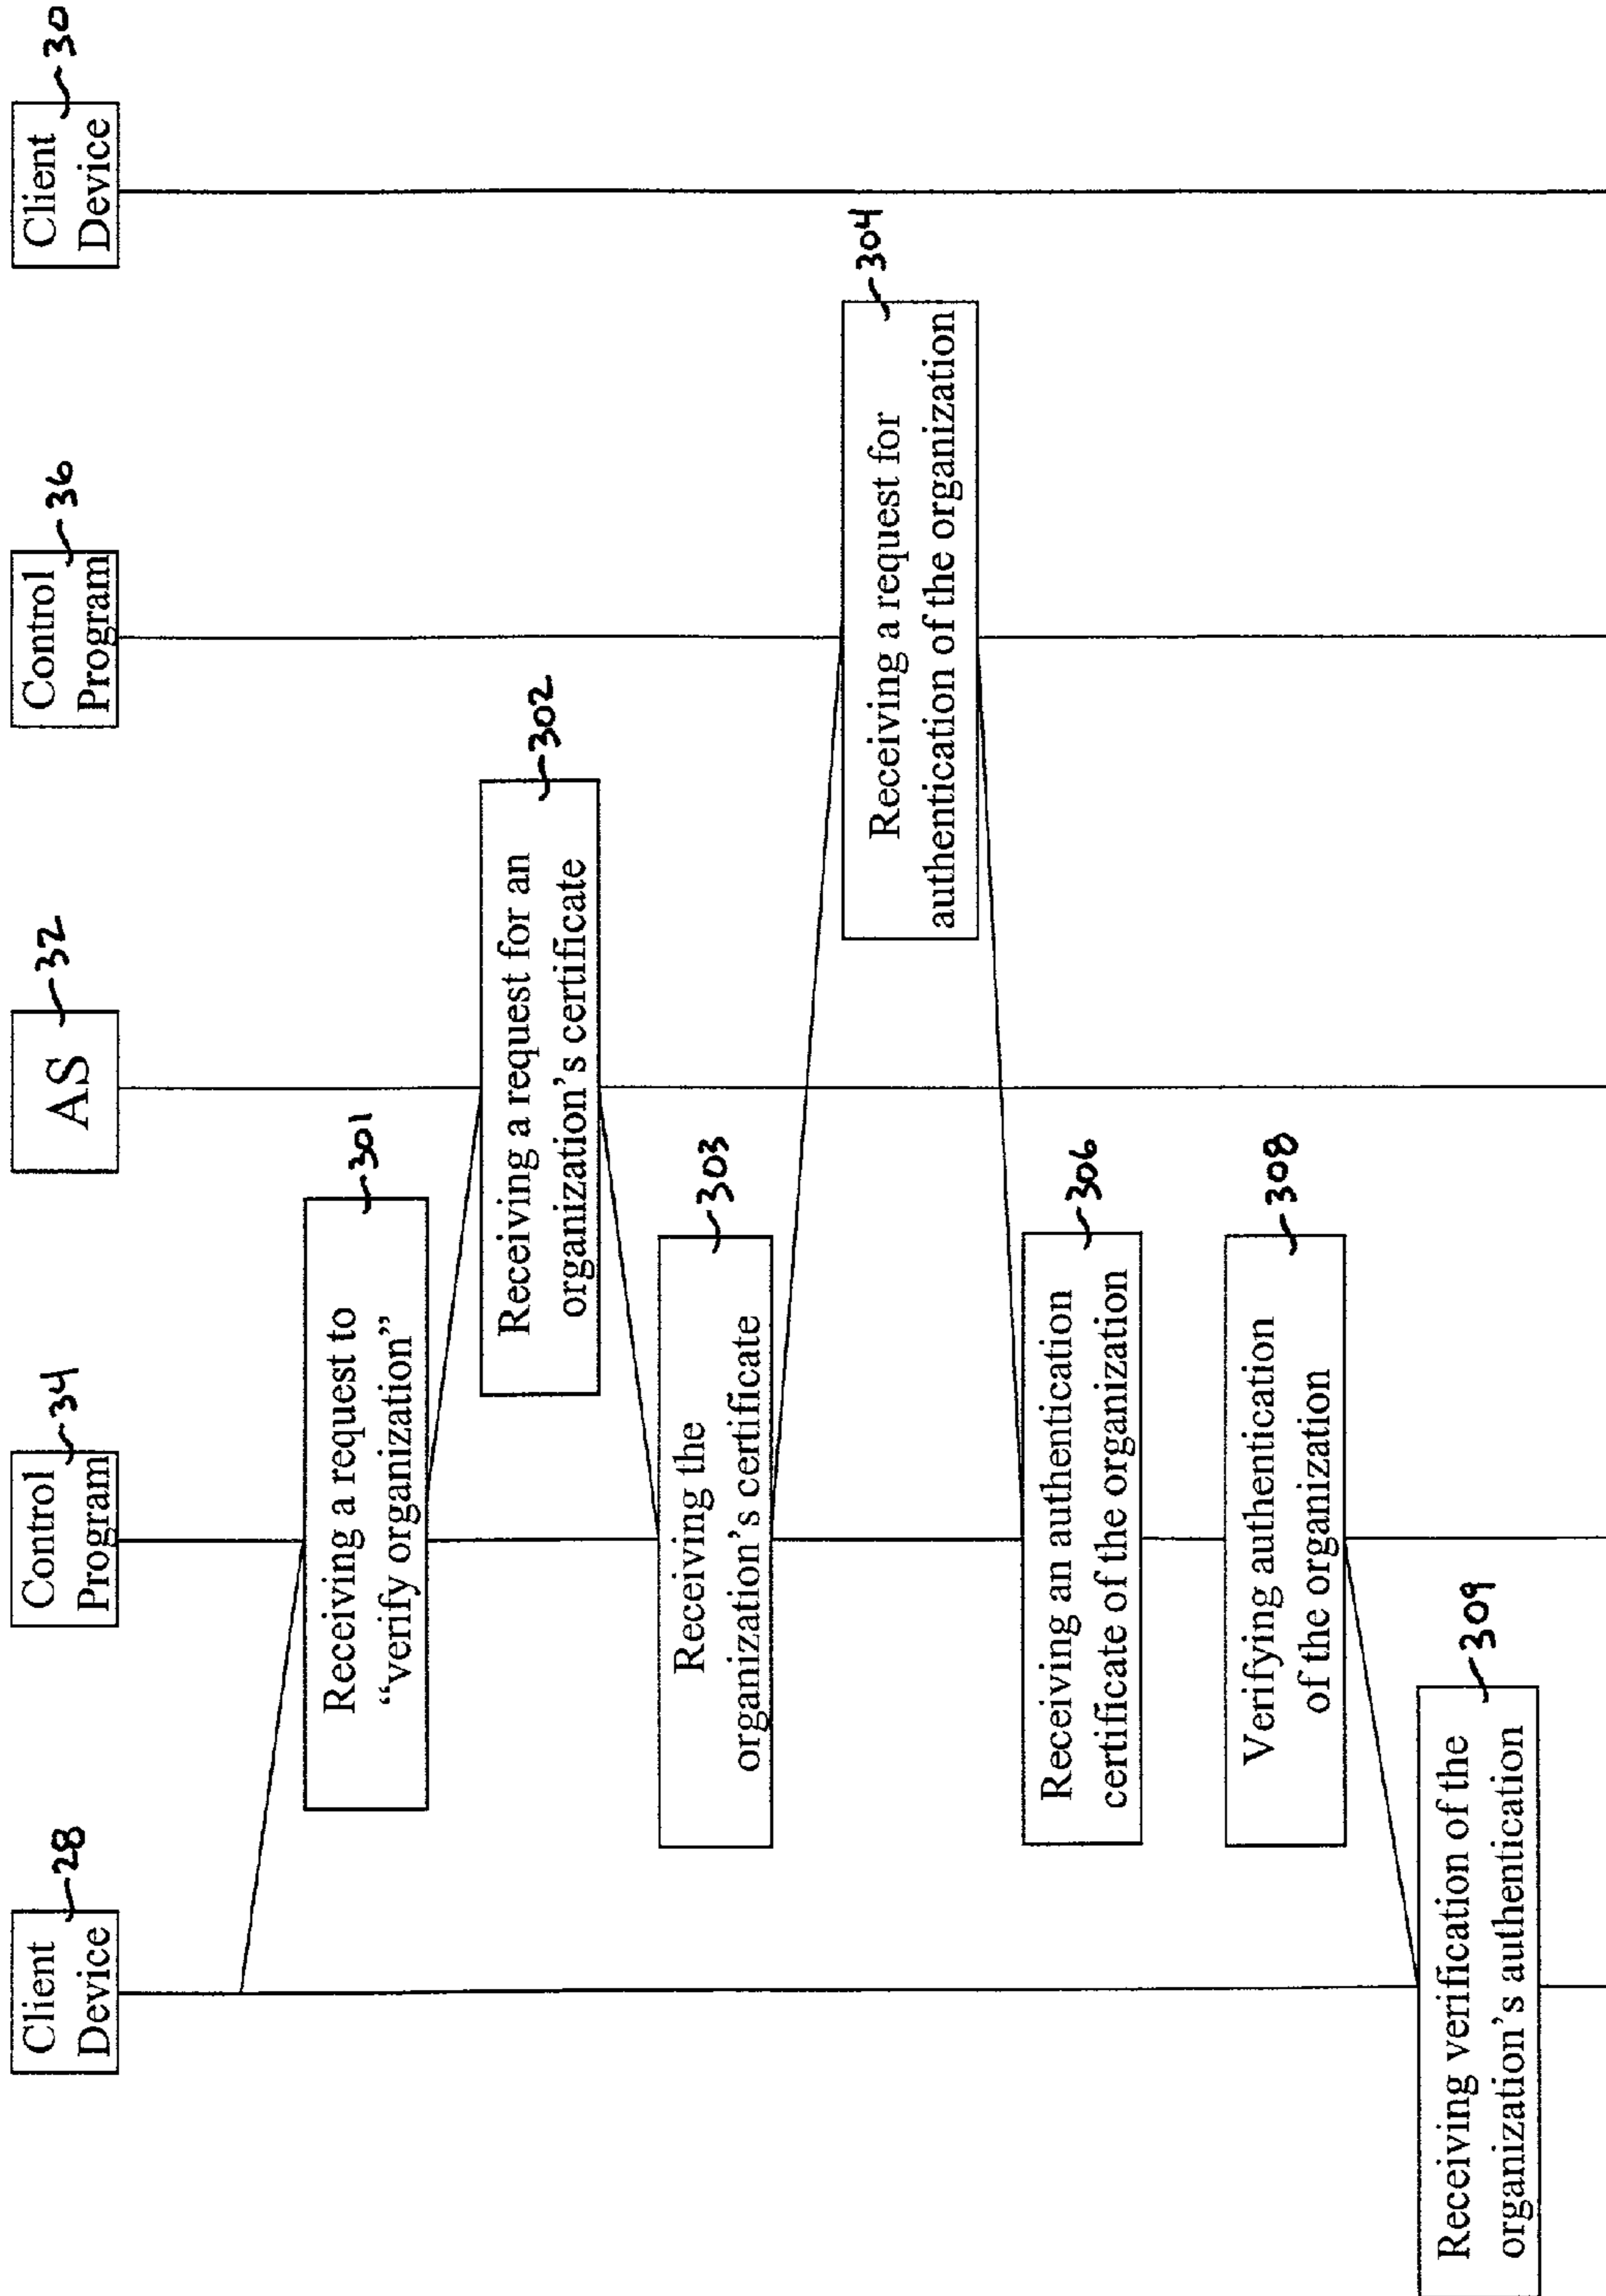 Client
Device
28
Control
Program
34
AS
32
Control
Program
36
Client
Device
30
Receiving a request to
“verify organization”
301
Receiving a request for an
organization’s certificate
302
Receiving the
organization’s certificate
303
Receiving a request for
authentication of the organization
304
Receiving an authentication
certificate of the organization
306
Verifying authentication
of the organization
308
Receiving verification of the
organization’s authentication
309